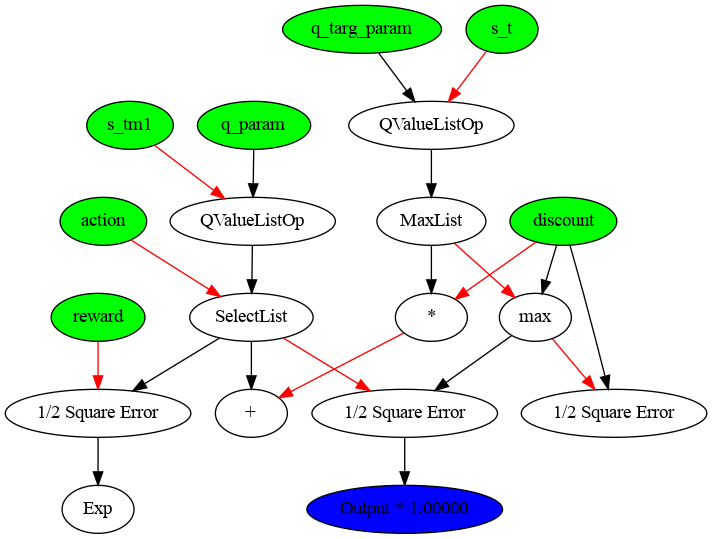 q_targ_param
s_t
s_tm1
q_param
QValueListOp
action
QValueListOp
MaxList
discount
reward
SelectList
*
max
1/2 Square Error
+
1/2 Square Error
1/2 Square Error
Exp
Output * 1.00000